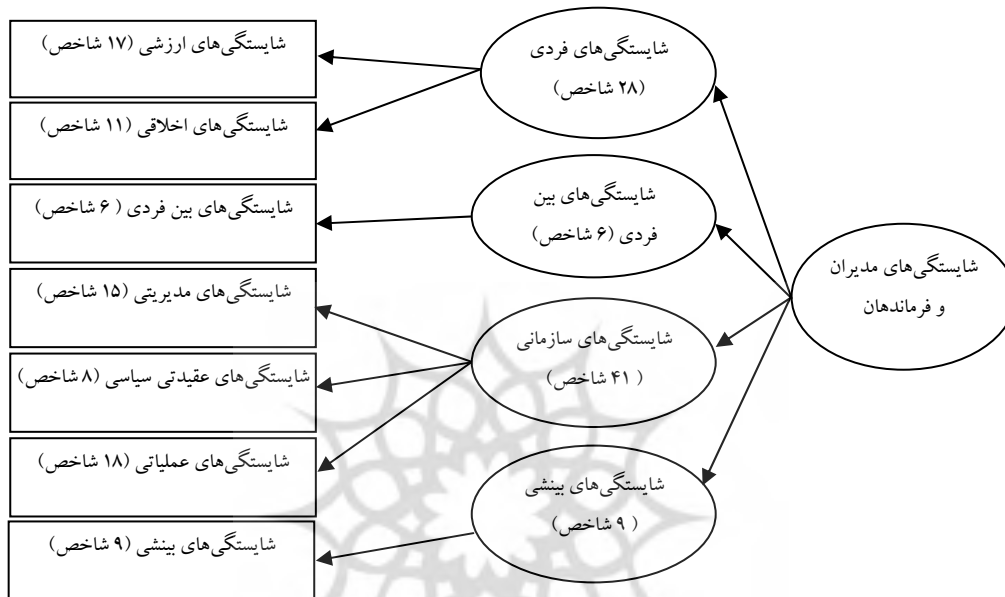 شایستگی‌های مدیران
و فرماندهان
شایستگی‌های فردی
(۲۸ شاخص)
شایستگی‌های بین
فردی (۶ شاخص)
شایستگی‌های سازمانی
( ۴۱ شاخص)
شایستگی‌های بینشی
( ۹ شاخص)
شایستگی‌های ارزشی (۱۷ شاخص)
شایستگی‌های اخلاقی (۱۱ شاخص)
شایستگی‌های بین فردی ( ۶ شاخص)
شایستگی‌های مدیریتی (۱۵ شاخص)
شایستگی‌های عقیدتی سیاسی (۸ شاخص)
شایستگی‌های عملیاتی (۱۸ شاخص)
شایستگی‌های بینشی (۹ شاخص)